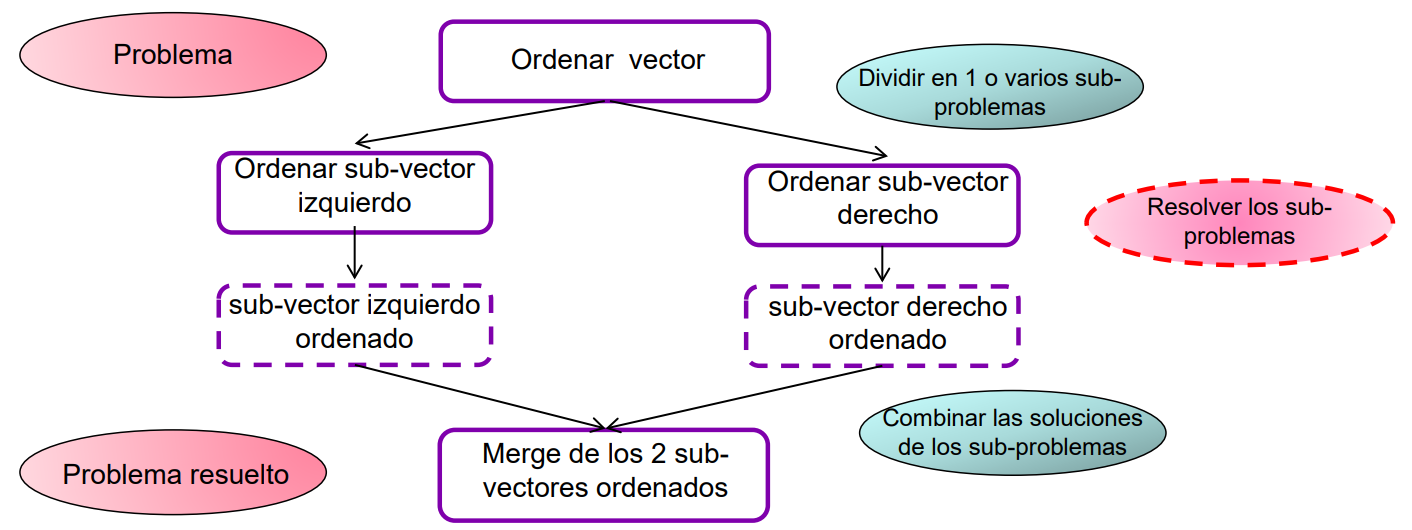 Problema
Ordenar vector
Dividir en 1 o varios sub-
problemas
Ordenar sub-vector
izquierdo
Ordenar sub-vector
derecho
Resolver los sub-
problemas
sub-vector izquierdo
ordenado
sub-vector derecho
ordenado
Combinar las soluciones
de los sub-problemas
Problema resuelto
Merge de los 2 sub-
vectores ordenados